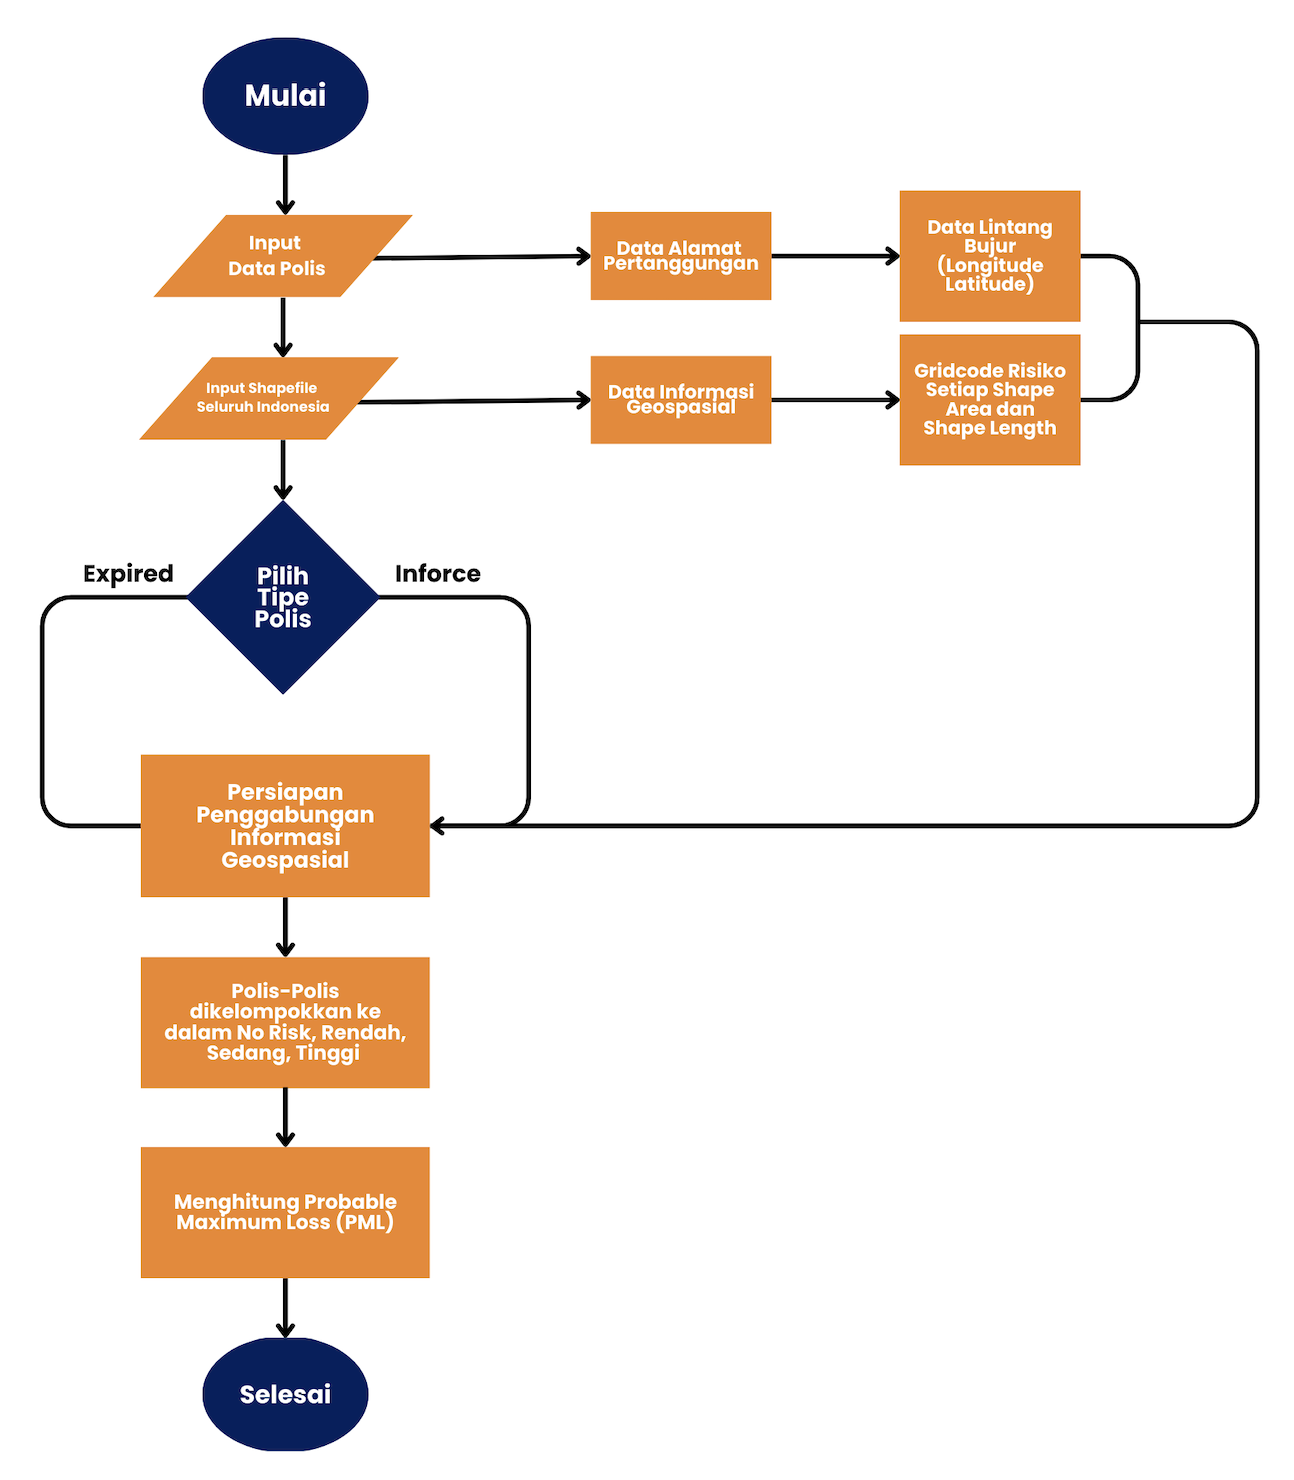 Mulai
Input
Data Polis
Data Alamat
Pertanggungan
Data Lintang
Bujur
(Longitude
Latitude)
Input Shapefile
Seluruh Indonesia
Data Informasi
Geospasial
Gridcode Risiko
Setiap Shape
Area dan
Shape Length
Expired
Pilih
Tipe
Polis
Inforce
Persiapan
Penggabungan
Informasi
Geospasial
Polis-Polis
dikelompokkan ke
dalam No Risk, Rendah,
Sedang, Tinggi
Menghitung Probable
Maximum Loss (PML)
Selesai